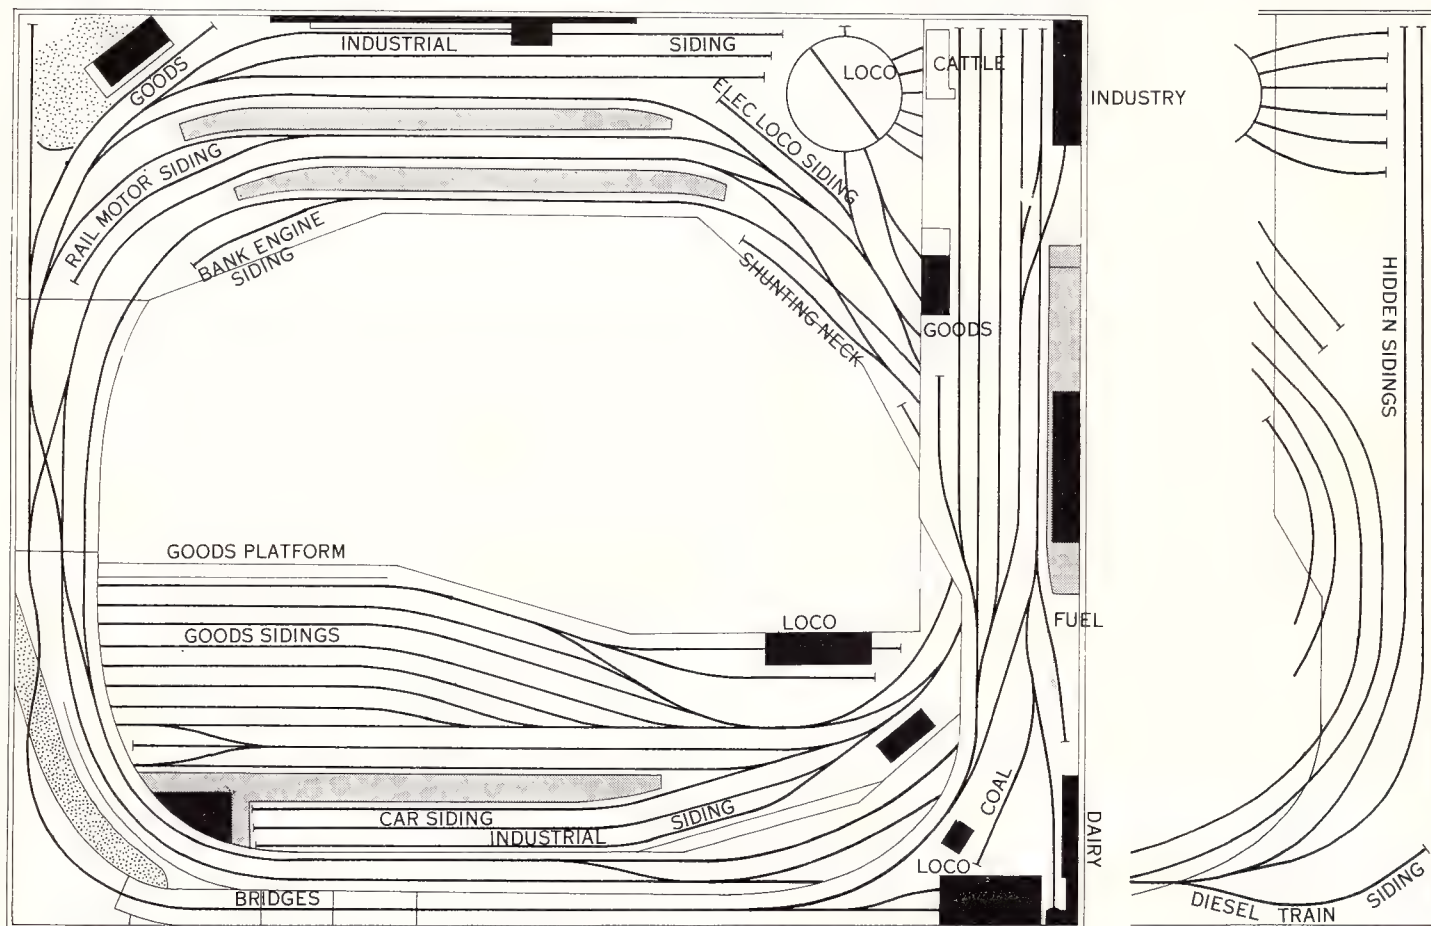 INDUSTRIAL SIDING
GOODS
LOCO
CATTLE
INDUSTRY
ELEC LOCO SIDING
RAIL MOTOR SIDING
BANK ENGINE
SIDING
SHUNTING NECK
GOODS
HIDDEN SIDINGS
GOODS PLATFORM
GOODS SIDINGS
LOCO
FUEL
CAR SIDING
INDUSTRIAL SIDING
COAL
DAIRY
LOCO
BRIDGES
DIESEL TRAIN SIDING